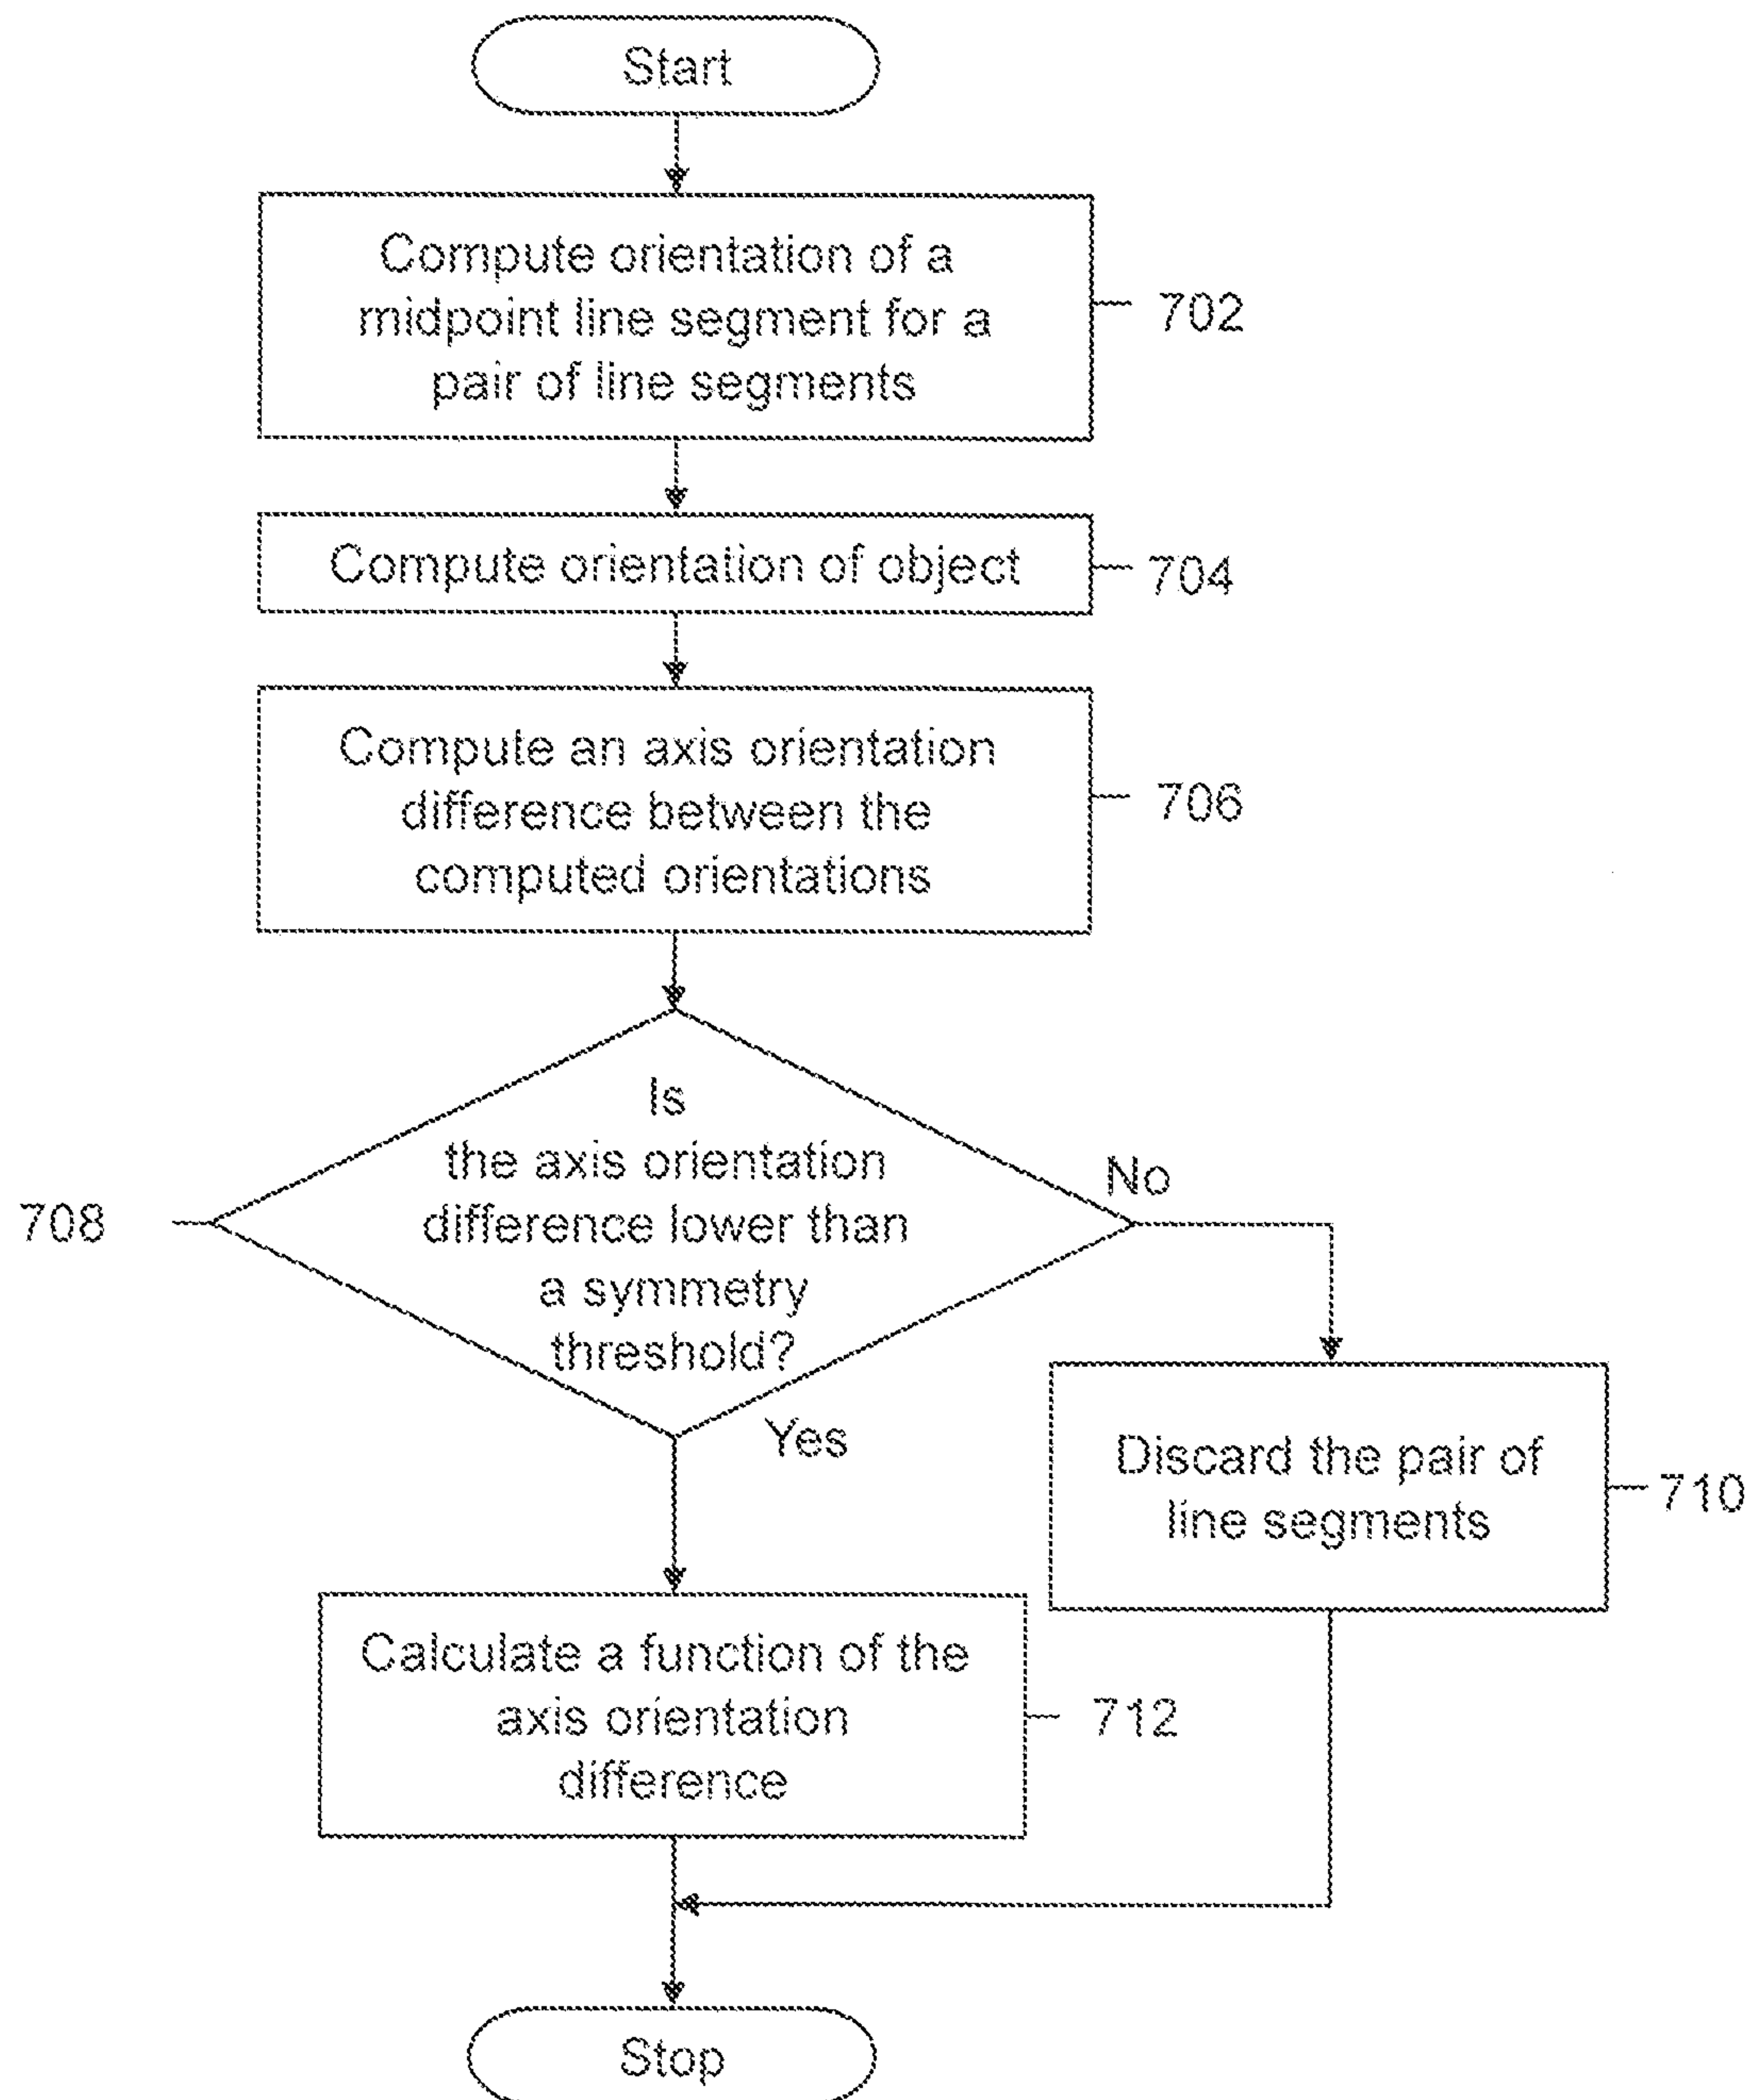 Start
Compute orientation of a
midpoint line segment for a
pair of line segments
702
Compute orientation of object
704
Compute an axis orientation
difference between the
computed orientations
706
Is
the axis orientation
difference lower than
a symmetry
threshold?
708
No
Yes
Discard the pair of
line segments
710
Calculate a function of the
axis orientation
difference
712
Stop